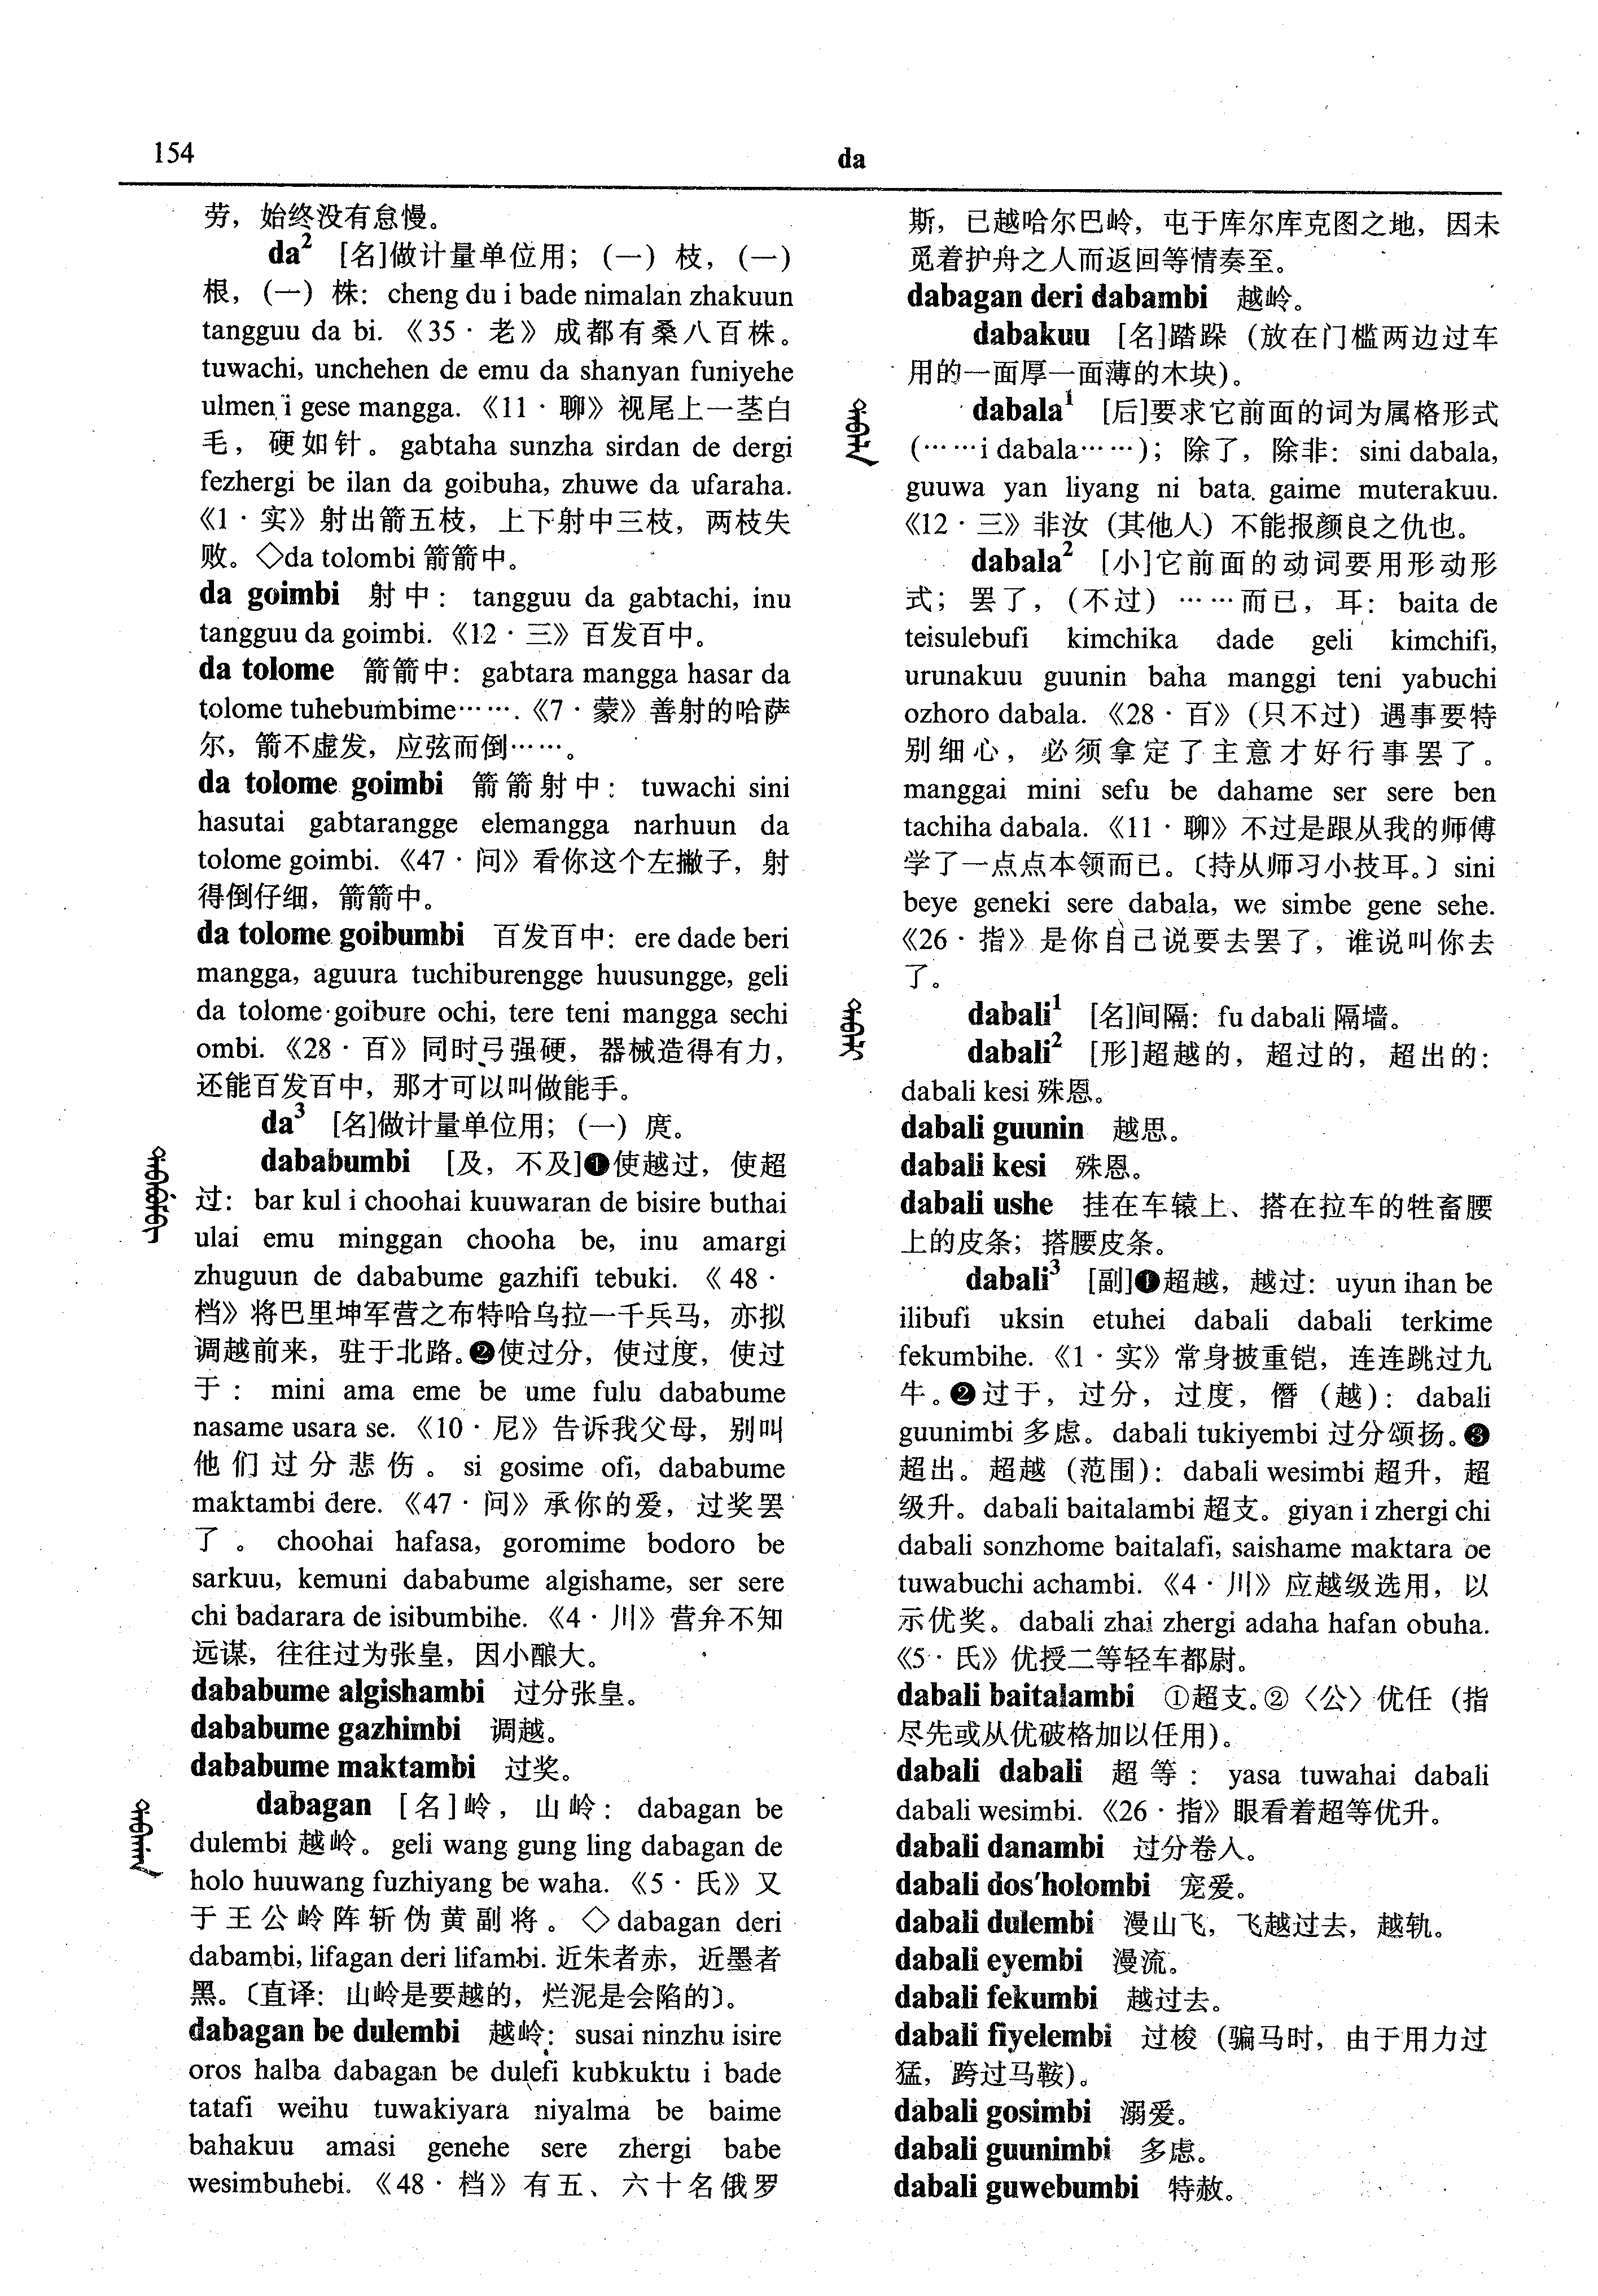 154
da
劳，始终没有怠慢。
da² [名]做计量单位用；(一) 枝，(一)
根，(一) 株：cheng du i bade nimalan zhakuun
tangguu da bi. 《35 · 老》成都有桑八百株。
tuwachi, unchehen de emu da shanyan funiyehe
ulmen i gese mangga. 《11 · 聊》视尾上一茎白
毛，硬如针。gabtaha sunzha sirdan de dergi
fezhergi be ilan da goibuha, zhuwe da ufaraha.
《1 · 实》射出箭五枝，上下射中三枝，两枝失
败。◇da tolombi 箭箭中。
da goimbi 射中：tangguu da gabtachi, inu
tangguu da goimbi. 《12 · 三》百发百中。
da tolome 箭箭中：gabtara mangga hasar da
tolome tuhebumbime……. 《7 · 蒙》善射的哈萨
尔，箭不虚发，应弦而倒……。
da tolome goimbi 箭箭射中：tuwachi sini
hasutai gabtarangge elemangga narhuun da
tolome goimbi. 《47 · 问》看你这个左撇子，射
得倒仔细，箭箭中。
da tolome goibumbi 百发百中：ere dade beri
mangga, aguura tuchiburengge huusungge, geli
da tolome goibure ochi, tere teni mangga sechi
ombi. 《28 · 百》同时弓强硬，器械造得有力，
还能百发百中，那才可以叫做能手。
da³ [名]做计量单位用；(一) 庹。
dababumbi [及，不及]❶使越过，使超
过：bar kul i choohai kuuwaran de bisire buthai
ulai emu minggan chooha be, inu amargi
zhuguun de dababume gazhifi tebuki. 《48 ·
档》将巴里坤军营之布特哈乌拉一千兵马，亦拟
调越前来，驻于北路。❷使过分，使过度，使过
于：mini ama eme be ume fulu dababume
nasame usara se. 《10 · 尼》告诉我父母，别叫
他们过分悲伤。si gosime ofi, dababume
maktambi dere. 《47 · 问》承你的爱，过奖罢
了。choohai hafasa, goromime bodoro be
sarkuu, kemuni dababume algishame, ser sere
chi badarara de isibumbihe. 《4 · 川》营弁不知
远谋，往往过为张皇，因小酿大。
dababume algishambi 过分张皇。
dababume gazhimbi 调越。
dababume maktambi 过奖。
dabagan [名]岭，山岭：dabagan be
dulembi 越岭。geli wang gung ling dabagan de
holo huuwang fuzhiyang be waha. 《5 · 氏》又
于王公岭阵斩伪黄副将。◇dabagan deri
dabambi, lifagan deri lifambi. 近朱者赤，近墨者
黑。〔直译：山岭是要越的，烂泥是会陷的〕。
dabagan be dulembi 越岭：susai ninzhu isire
oros halba dabagan be dulefi kubkuktu i bade
tatafi weihu tuwakiyara niyalma be baime
bahakuu amasi genehe sere zhergi babe
wesimbuhebi. 《48 · 档》有五、六十名俄罗
斯，已越哈尔巴岭，屯于库尔库克图之地，因未
觅着护舟之人而返回等情奏至。
dabagan deri dabambi 越岭。
dabakuu [名]踏跺 (放在门槛两边过车
用的一面厚一面薄的木块)。
dabala¹ [后]要求它前面的词为属格形式
(……i dabala……)；除了，除非：sini dabala,
guuwa yan liyang ni bata gaime muterakuu.
《12 · 三》非汝 (其他人) 不能报颜良之仇也。
dabala² [小]它前面的动词要用形动形
式；罢了，(不过) ……而已，耳：baita de
teisulebufi kimchika dade geli kimchifi,
urunakuu guunin baha manggi teni yabuchi
ozhoro dabala. 《28 · 百》(只不过) 遇事要特
别细心，必须拿定了主意才好行事罢了。
manggai mini sefu be dahame ser sere ben
tachiha dabala. 《11 · 聊》不过是跟从我的师傅
学了一点点本领而已。〔持从师习小技耳。〕sini
beye geneki sere dabala, we simbe gene sehe.
《26 · 指》是你自己说要去罢了，谁说叫你去
了。
dabali¹ [名]间隔：fu dabali 隔墙。
dabali² [形]超越的，超过的，超出的：
dabali kesi 殊恩。
dabali guunin 越思。
dabali kesi 殊恩。
dabali ushe 挂在车辕上、搭在拉车的牲畜腰
上的皮条；搭腰皮条。
dabali³ [副]❶超越，越过：uyun ihan be
ilibufi uksin etuhei dabali dabali terkime
fekumbihe. 《1 · 实》常身披重铠，连连跳过九
牛。❷过于，过分，过度，僭 (越)：dabali
guunimbi 多虑。dabali tukiyembi 过分颂扬。❸
超出。超越 (范围)：dabali wesimbi 超升，超
级升。dabali baitalambi 超支。giyan i zhergi chi
dabali sonzhome baitalafi, saishame maktara be
tuwabuchi achambi. 《4 · 川》应越级选用，以
示优奖。dabali zhai zhergi adaha hafan obuha.
《5 · 氏》优授二等轻车都尉。
dabali baitalambi ①超支。②〈公〉优任 (指
尽先或从优破格加以任用)。
dabali dabali 超等：yasa tuwahai dabali
dabali wesimbi. 《26 · 指》眼看着超等优升。
dabali danambi 过分卷人。
dabali dos'holombi 宠爱。
dabali dulembi 漫山飞，飞越过去，越轨。
dabali eyembi 漫流。
dabali fekumbi 越过去。
dabali fiyelembi 过梭 (骗马时，由于用力过
猛，跨过马鞍)。
dabali gosimbi 溺爱。
dabali guunimbi 多虑。
dabali guwebumbi 特赦。